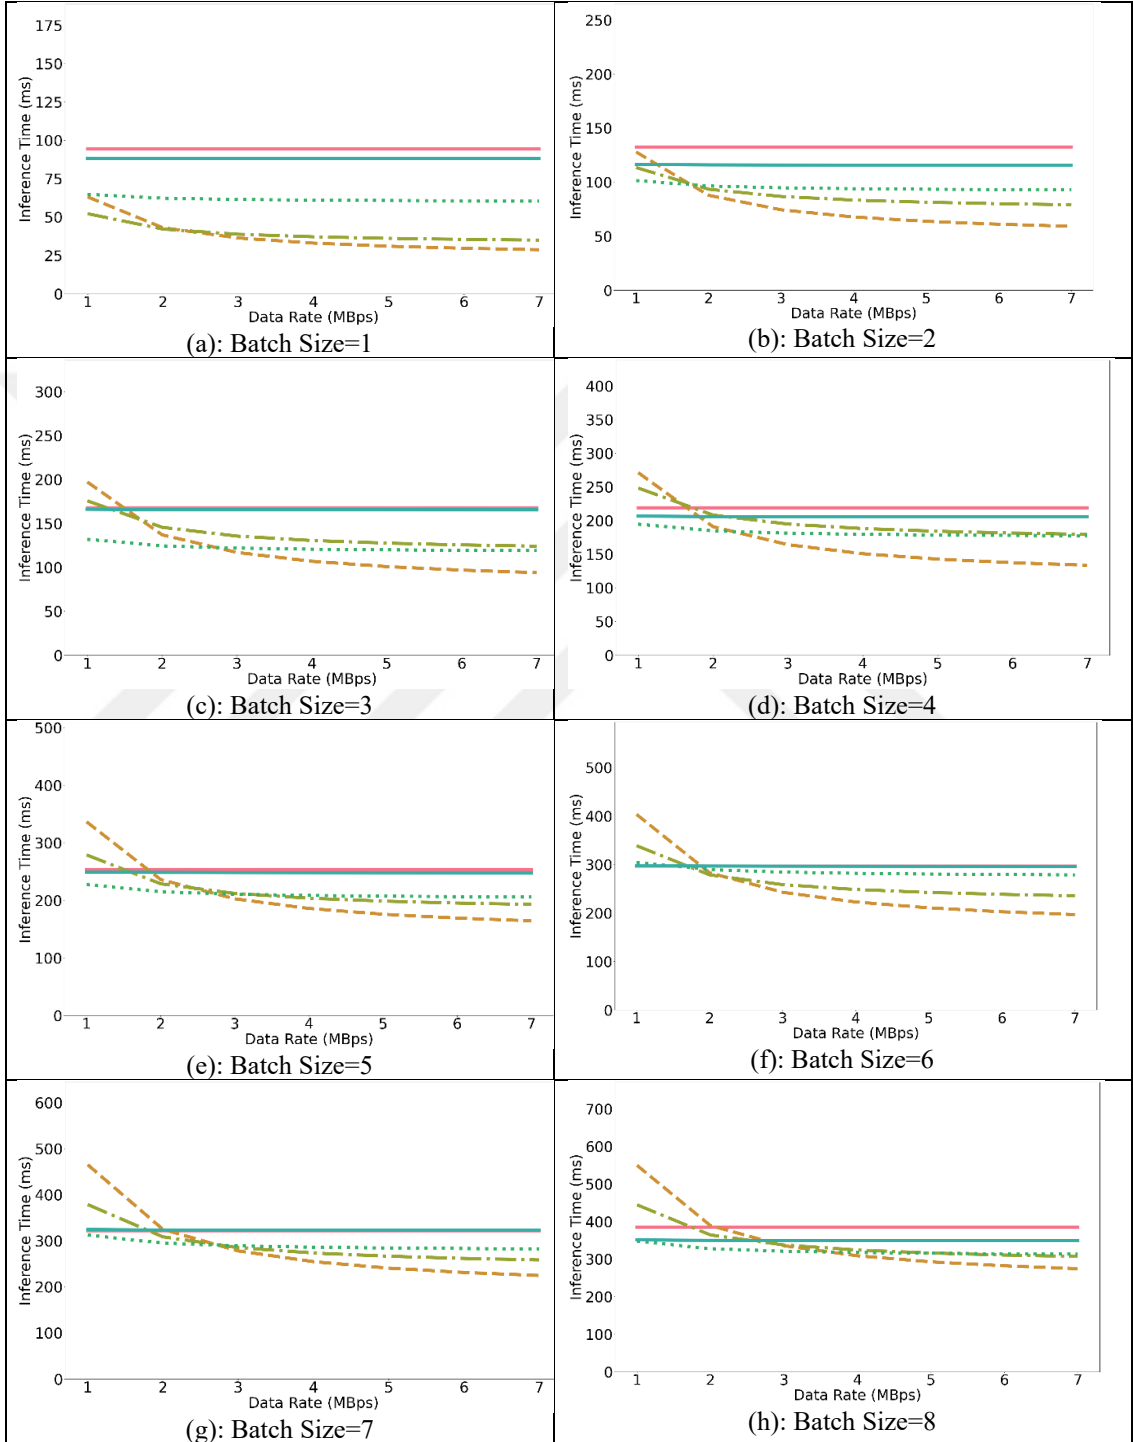 175
150
125
100
75
50
25
0
Inference Time (ms)
1 2 3 4 5 6 7
Data Rate (MBps)
(a): Batch Size=1
250
200
150
100
50
0
Inference Time (ms)
1 2 3 4 5 6 7
Data Rate (MBps)
(b): Batch Size=2
300
250
200
150
100
50
0
Inference Time (ms)
1 2 3 4 5 6 7
Data Rate (MBps)
(c): Batch Size=3
400
350
300
250
200
150
100
50
0
Inference Time (ms)
1 2 3 4 5 6 7
Data Rate (MBps)
(d): Batch Size=4
500
400
300
200
100
0
Inference Time (ms)
1 2 3 4 5 6 7
Data Rate (MBps)
(e): Batch Size=5
500
400
300
200
100
0
Inference Time (ms)
1 2 3 4 5 6 7
Data Rate (MBps)
(f): Batch Size=6
600
500
400
300
200
100
0
Inference Time (ms)
1 2 3 4 5 6 7
Data Rate (MBps)
(g): Batch Size=7
700
600
500
400
300
200
100
0
Inference Time (ms)
1 2 3 4 5 6 7
Data Rate (MBps)
(h): Batch Size=8